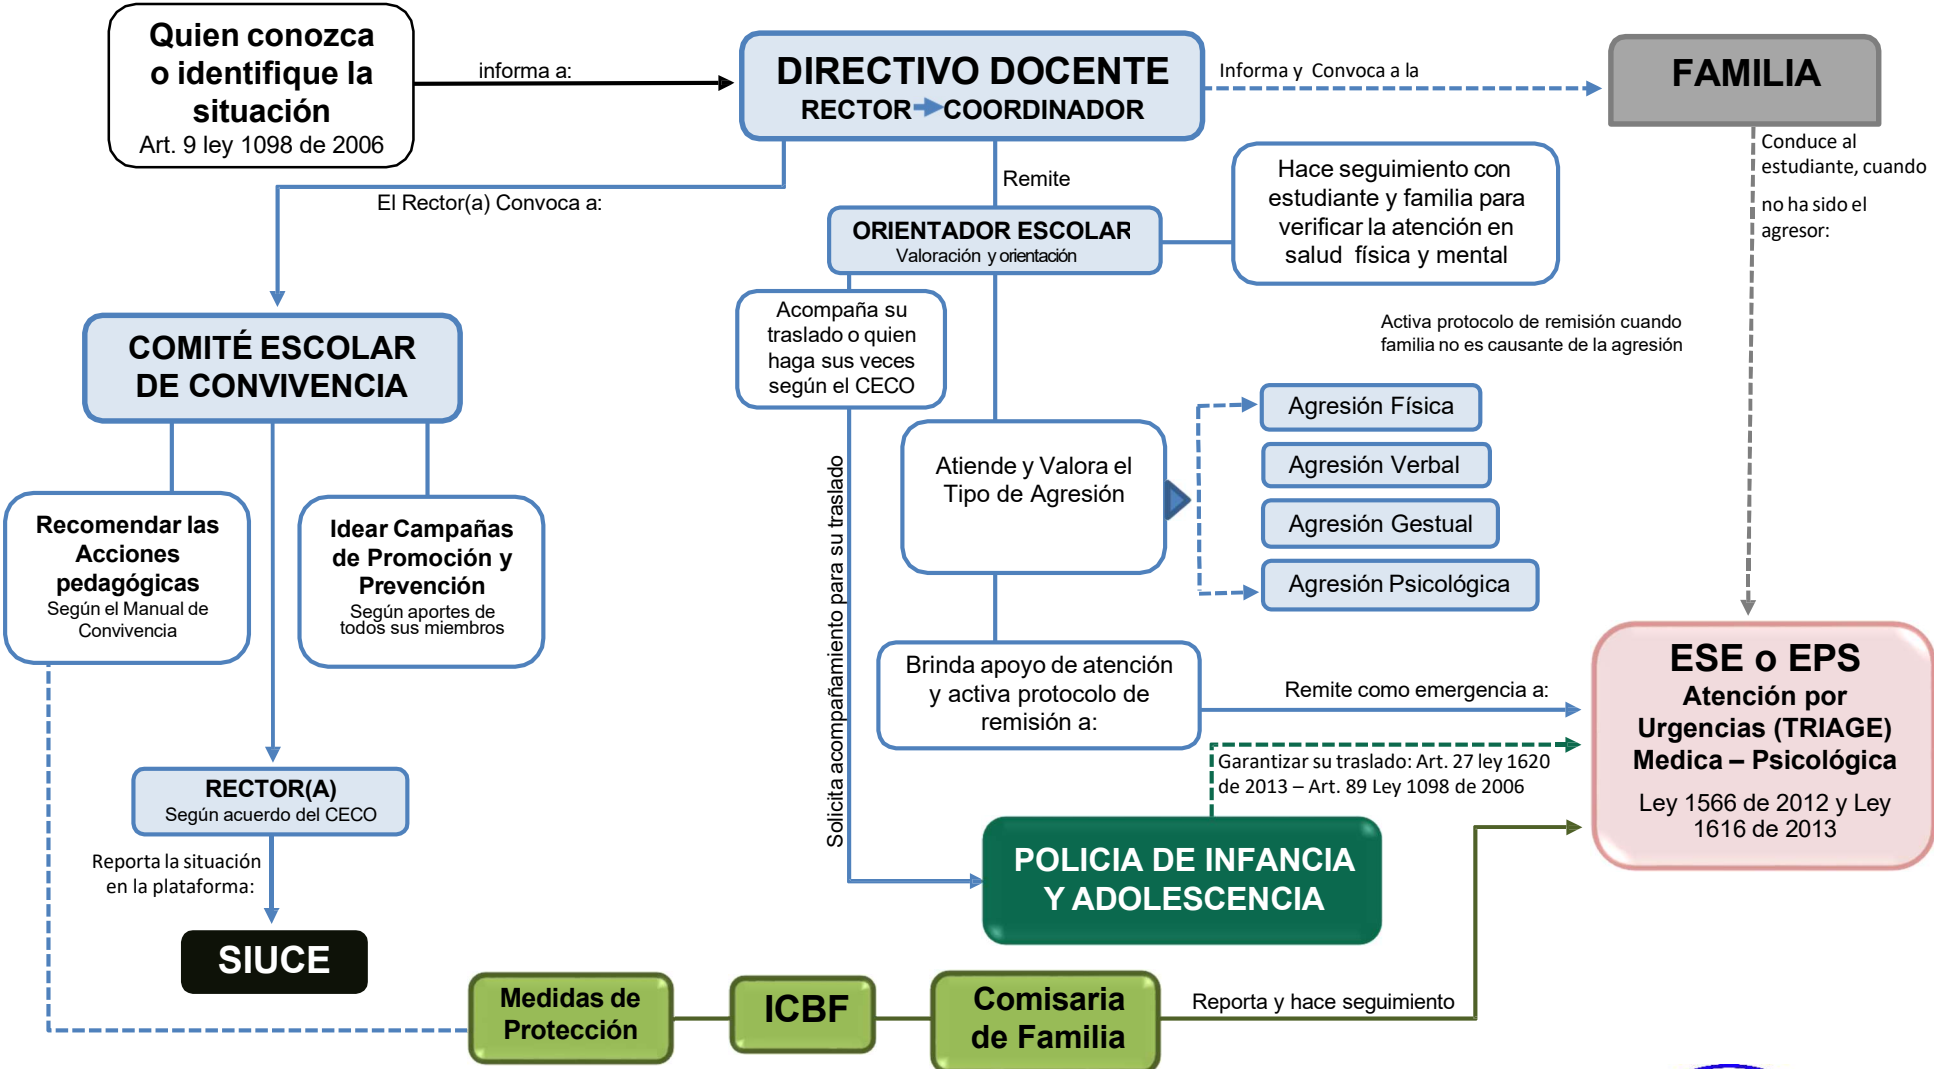 Quien conozca
o identifique la
situación
Art. 9 ley 1098 de 2006
informa a:
DIRECTIVO DOCENTE
RECTOR COORDINADOR
Informa y Convoca a la
FAMILIA
Conduce al
estudiante, cuando
no ha sido el
agresor:
El Rector(a) Convoca a:
Remite
ORIENTADOR ESCOLAR
Valoración y orientación
Hace seguimiento con
estudiante y familia para
verificar la atención en
salud física y mental
Acompaña su
traslado o quien
haga sus veces
según el CECO
Activa protocolo de remisión cuando
familia no es causante de la agresión
COMITÉ ESCOLAR
DE CONVIVENCIA
Agresión Física
Agresión Verbal
Agresión Gestual
Agresión Psicológica
Atiende y Valora el
Tipo de Agresión
Solicita acompañamiento para su traslado
Recomendar las
Acciones
pedagógicas
Según el Manual de
Convivencia
Idear Campañas
de Promoción y
Prevención
Según aportes de
todos sus miembros
Brinda apoyo de atención
y activa protocolo de
remisión a:
Remite como emergencia a:
ESE o EPS
Atención por
Urgencias (TRIAGE)
Medica – Psicológica
Ley 1566 de 2012 y Ley
1616 de 2013
Garantizar su traslado: Art. 27 ley 1620
de 2013 – Art. 89 Ley 1098 de 2006
RECTOR(A)
Según acuerdo del CECO
Reporta la situación
en la plataforma:
POLICIA DE INFANCIA
Y ADOLESCENCIA
SIUCE
Medidas de
Protección
ICBF
Comisaria
de Familia
Reporta y hace seguimiento